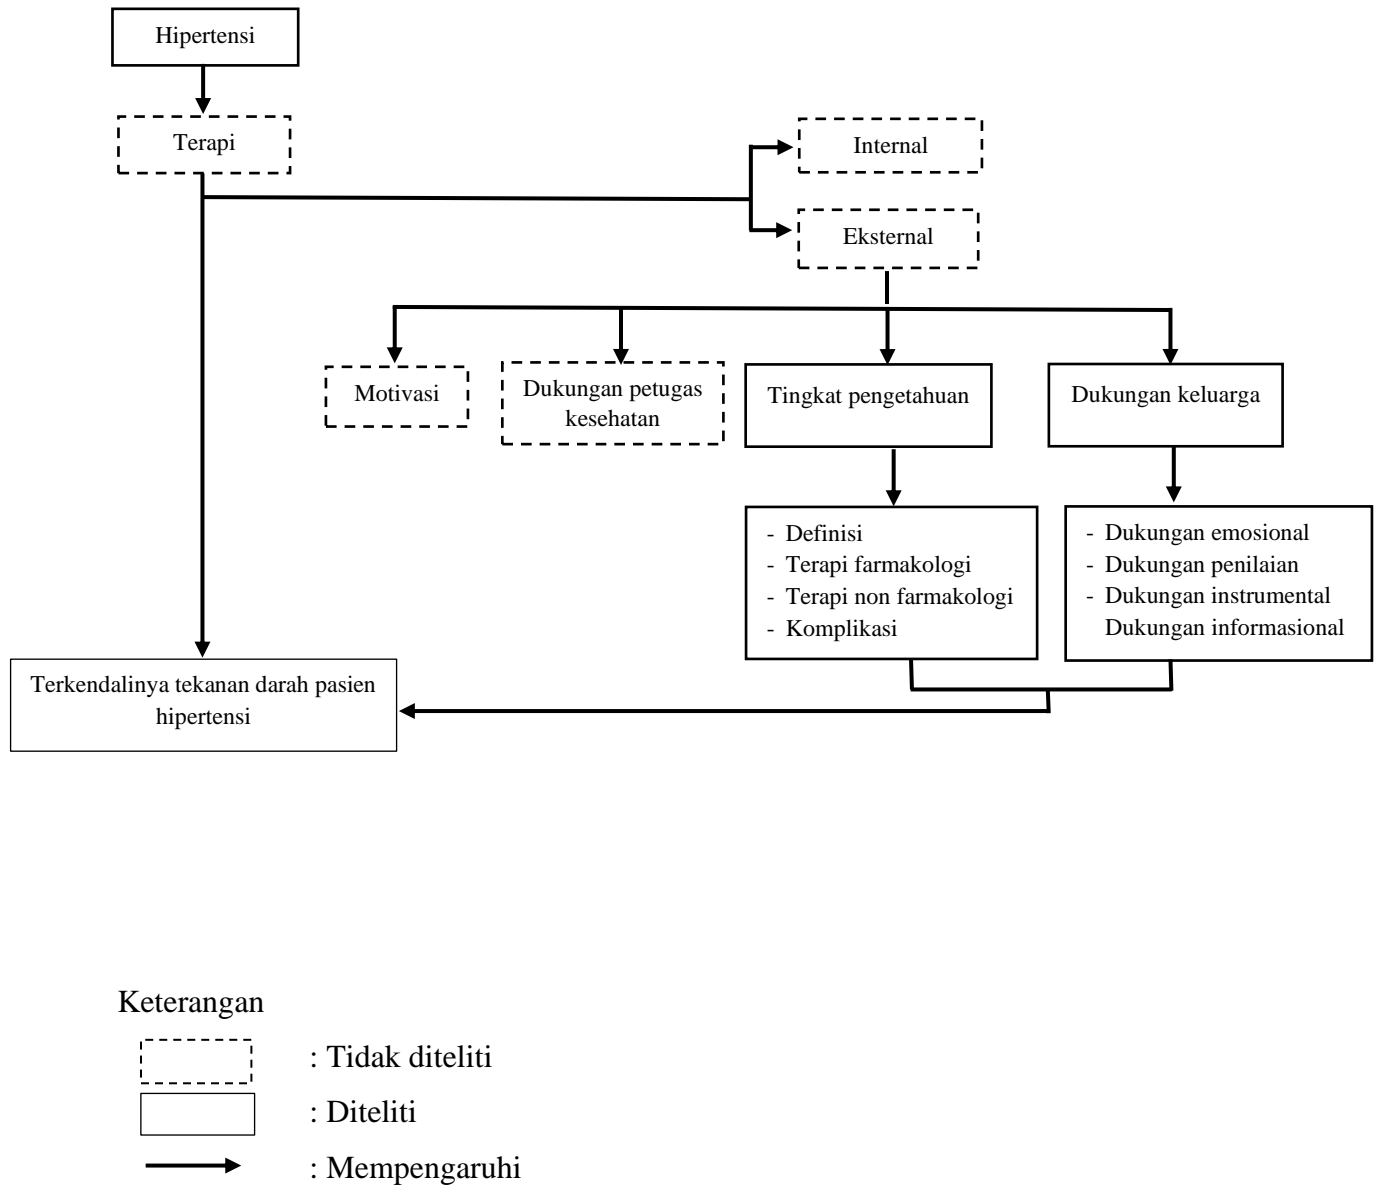 Hipertensi
Terapi
Internal
Eksternal
Motivasi
Dukungan petugas
kesehatan
Tingkat pengetahuan
Dukungan keluarga
- Definisi
- Terapi farmakologi
- Terapi non farmakologi
- Komplikasi
- Dukungan emosional
- Dukungan penilaian
- Dukungan instrumental
Dukungan informasional
Terkendalinya tekanan darah pasien
hipertensi
Keterangan
: Tidak diteliti
: Diteliti
: Mempengaruhi